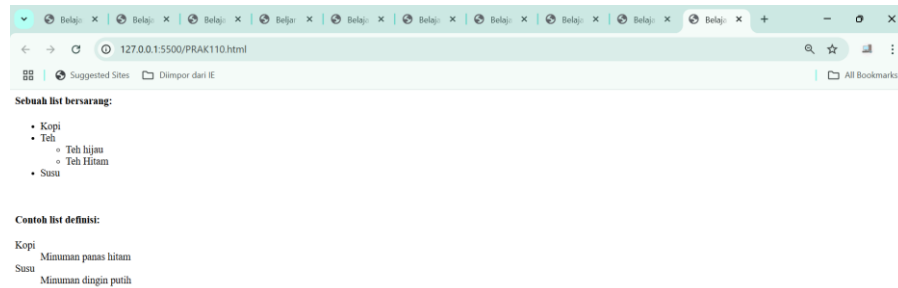 Belaja
Belaja
Belaja
Beljar
Belaja
Belaja
Belaja
Belaja
Belaja
Belaja
127.0.0.1:5500/PRAK110.html
Suggested Sites
Diimpor dari IE
All Bookmarks
Sebuah list bersarang:
Kopi
Teh
Teh hijau
Teh Hitam
Susu
Contoh list definisi:
Kopi
Minuman panas hitam
Susu
Minuman dingin putih